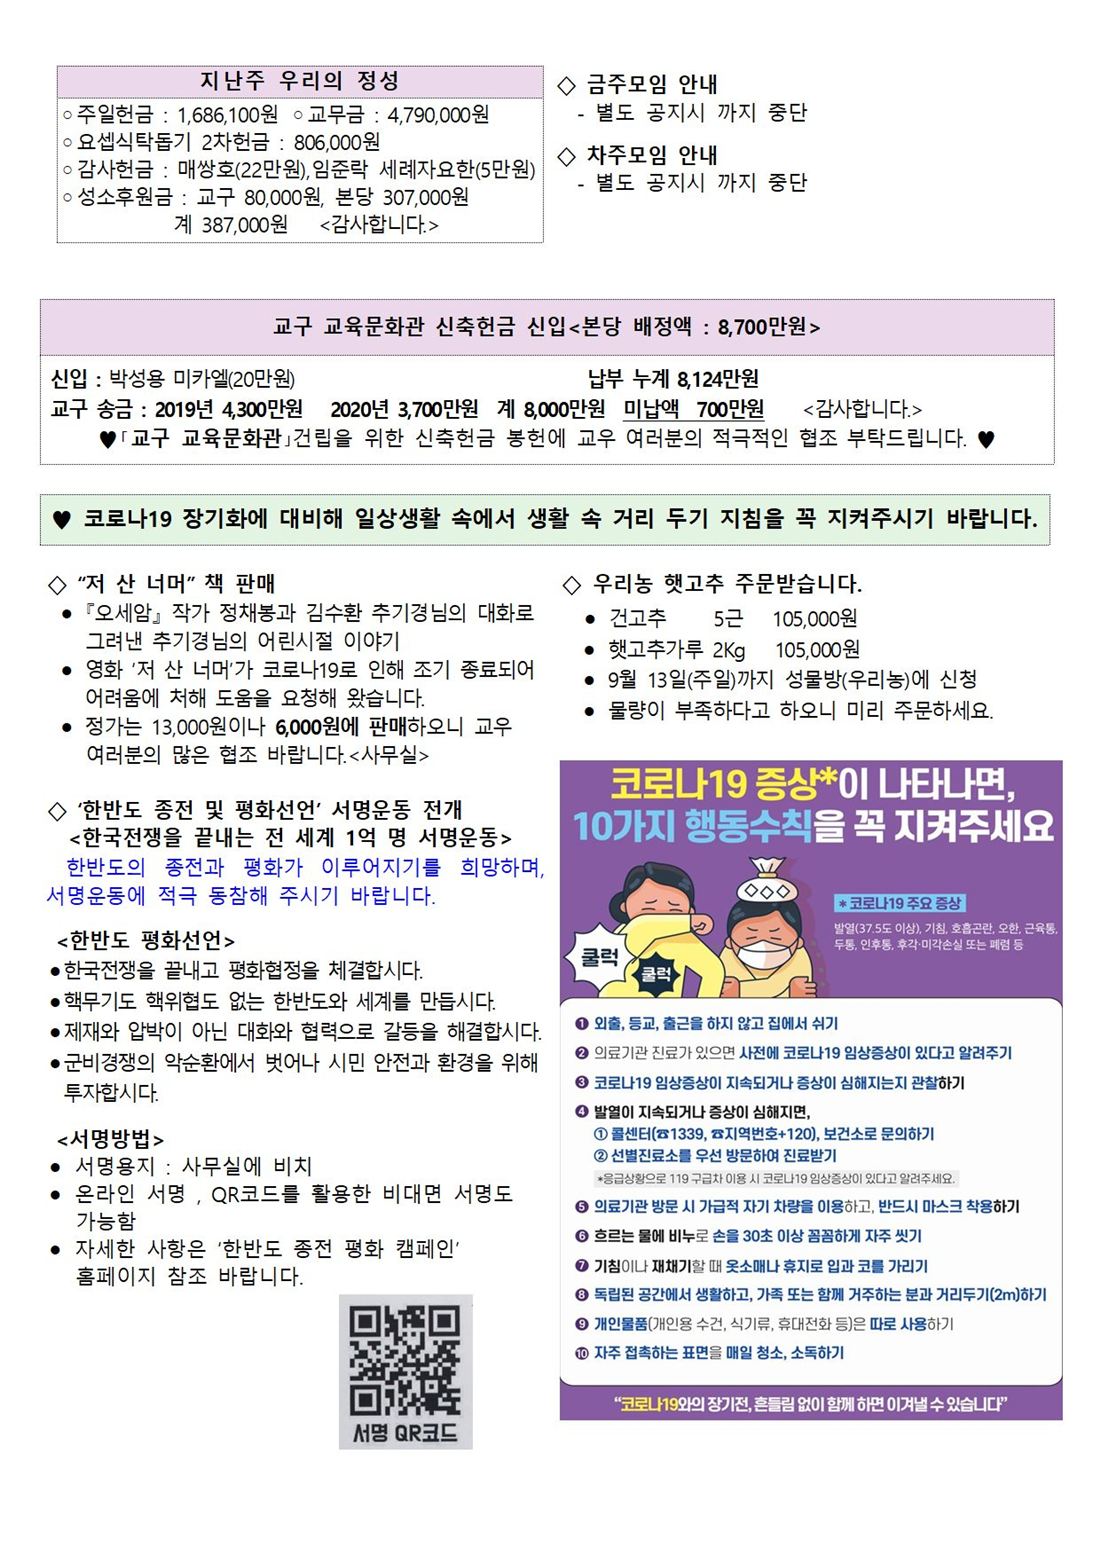 지난주 우리의 정성
○주일헌금 : 1,686,100원 ○교무금 : 4,790,000원
○요셉식탁돕기 2차헌금 : 806,000원
○감사헌금 : 매쌍호(22만원),임준락 세례자요한(5만원)
○성소후원금 : 교구 80,000원, 본당 307,000원
계 387,000원 <감사합니다.>
◇ 금주모임 안내
- 별도 공지시 까지 중단
◇ 차주모임 안내
- 별도 공지시 까지 중단
교구 교육문화관 신축헌금 신입<본당 배정액 : 8,700만원>
신입 : 박성용 미카엘(20만원) 납부 누계 8,124만원
교구 송금 : 2019년 4,300만원 2020년 3,700만원 계 8,000만원 미납액 700만원 <감사합니다.>
♥「교구 교육문화관」건립을 위한 신축헌금 봉헌에 교우 여러분의 적극적인 협조 부탁드립니다. ♥
♥ 코로나19 장기화에 대비해 일상생활 속에서 생활 속 거리 두기 지침을 꼭 지켜주시기 바랍니다.
◇ “저 산 너머” 책 판매
● 『오세암』 작가 정채봉과 김수환 추기경님의 대화로
그려낸 추기경님의 어린시절 이야기
● 영화 ‘저 산 너머’가 코로나19로 인해 조기 종료되어
어려움에 처해 도움을 요청해 왔습니다.
● 정가는 13,000원이나 6,000원에 판매하오니 교우
여러분의 많은 협조 바랍니다.<사무실>
◇ ‘한반도 종전 및 평화선언’ 서명운동 전개
<한국전쟁을 끝내는 전 세계 1억 명 서명운동>
한반도의 종전과 평화가 이루어지기를 희망하며,
서명운동에 적극 동참해 주시기 바랍니다.
<한반도 평화선언>
●한국전쟁을 끝내고 평화협정을 체결합시다.
●핵무기도 핵위협도 없는 한반도와 세계를 만듭시다.
●제재와 압박이 아닌 대화와 협력으로 갈등을 해결합시다.
●군비경쟁의 악순환에서 벗어나 시민 안전과 환경을 위해
투자합시다.
<서명방법>
● 서명용지 : 사무실에 비치
● 온라인 서명 , QR코드를 활용한 비대면 서명도
가능함
● 자세한 사항은 ‘한반도 종전 평화 캠페인’
홈페이지 참조 바랍니다.
서명 QR코드
◇ 우리농 햇고추 주문받습니다.
● 건고추 5근 105,000원
● 햇고추가루 2Kg 105,000원
● 9월 13일(주일)까지 성물방(우리농)에 신청
● 물량이 부족하다고 하오니 미리 주문하세요.
코로나19 증상*이 나타나면,
10가지 행동수칙을 꼭 지켜주세요
쿨럭
쿨럭
* 코로나19 주요 증상
발열(37.5도 이상), 기침, 호흡곤란, 오한, 근육통,
두통, 인후통, 후각·미각손실 또는 폐렴 등
❶ 외출, 등교, 출근을 하지 않고 집에서 쉬기
❷ 의료기관 진료가 있으면 사전에 코로나19 임상증상이 있다고 알려주기
❸ 코로나19 임상증상이 지속되거나 증상이 심해지는지 관찰하기
❹ 발열이 지속되거나 증상이 심해지면,
① 콜센터(☎1339, ☎지역번호+120), 보건소로 문의하기
② 선별진료소를 우선 방문하여 진료받기
*응급상황으로 119 구급차 이용 시 코로나19 임상증상이 있다고 알려주세요.
❺ 의료기관 방문 시 가급적 자기 차량을 이용하고, 반드시 마스크 착용하기
❻ 흐르는 물에 비누로 손을 30초 이상 꼼꼼하게 자주 씻기
❼ 기침이나 재채기할 때 옷소매나 휴지로 입과 코를 가리기
❽ 독립된 공간에서 생활하고, 가족 또는 함께 거주하는 분과 거리두기(2m)하기
❾ 개인물품(개인용 수건, 식기류, 휴대전화 등)은 따로 사용하기
❿ 자주 접촉하는 표면을 매일 청소, 소독하기
“코로나19와의 장기전, 흔들림 없이 함께 하면 이겨낼 수 있습니다”